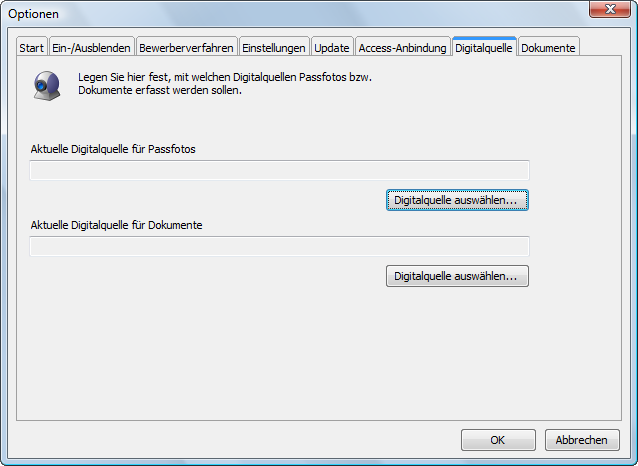 Optionen
Start Ein-/Ausblenden Bewerberverfahren Einstellungen Update Access-Anbindung Digitalquelle Dokumente
Legen Sie hier fest, mit welchen Digitalquellen Passfotos bzw.
Dokumente erfasst werden sollen.
Aktuelle Digitalquelle für Passfotos
Digitalquelle auswählen...
Aktuelle Digitalquelle für Dokumente
Digitalquelle auswählen...
OK Abbrechen